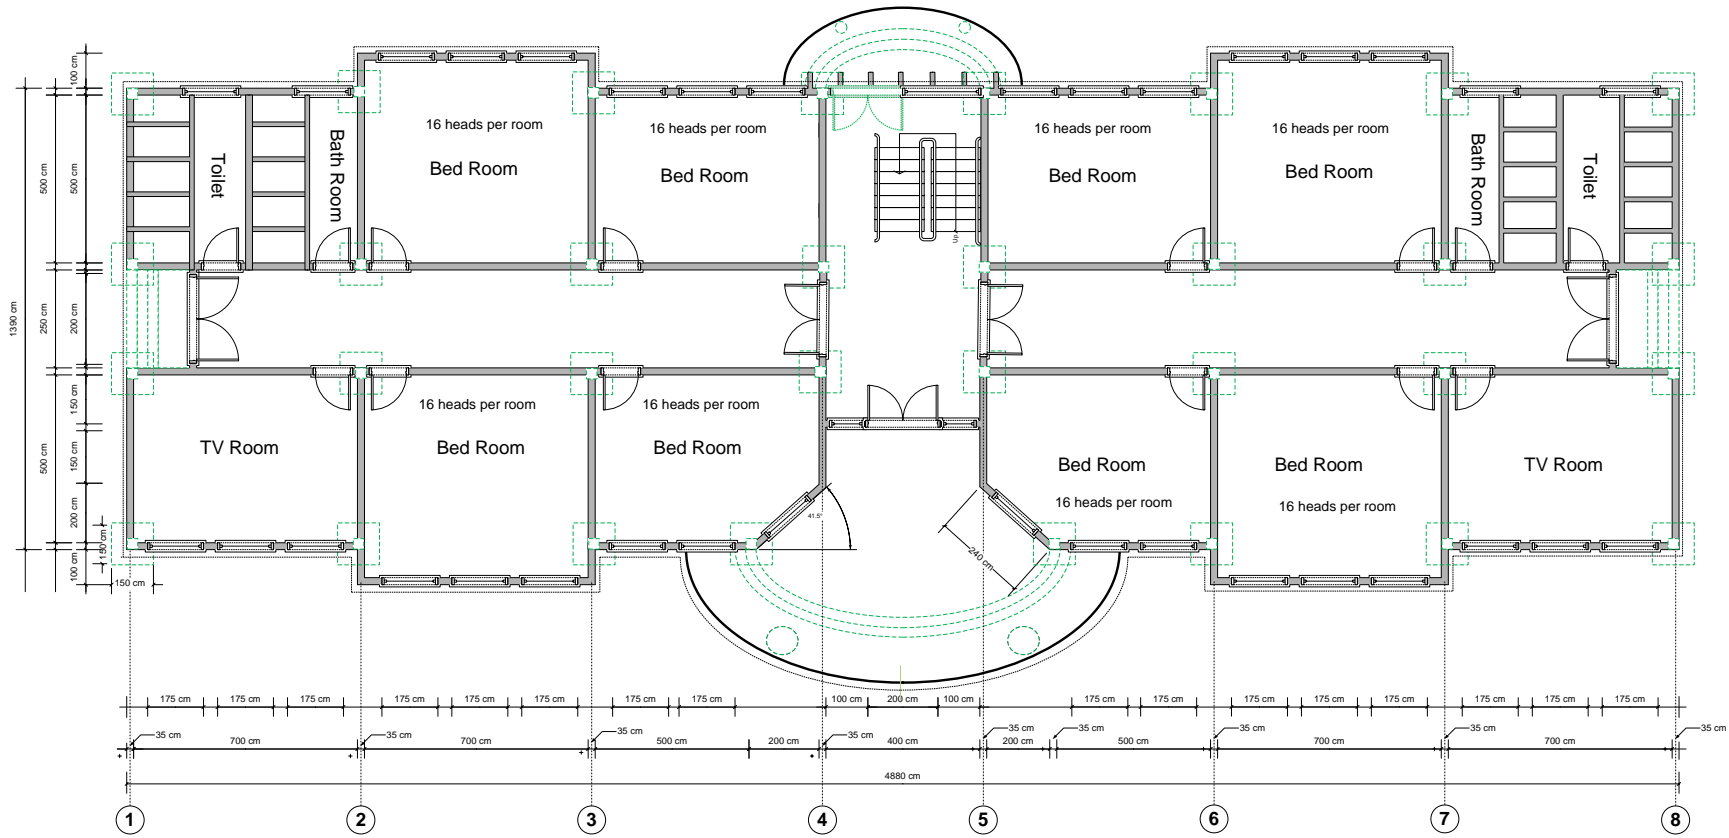 16 heads per room
Bed Room
16 heads per room
Bed Room
16 heads per room
Bed Room
16 heads per room
Bed Room
Toilet
Bath Room
Bath Room
Toilet
Up
100 cm
500 cm
500 cm
1390 cm
250 cm
200 cm
150 cm
500 cm
150 cm
200 cm
150 cm
100 cm
150 cm
TV Room
16 heads per room
Bed Room
16 heads per room
Bed Room
Bed Room
16 heads per room
Bed Room
16 heads per room
TV Room
41.5°
240 cm
175 cm 175 cm 175 cm 175 cm 175 cm 175 cm 175 cm 175 cm 100 cm 200 cm 100 cm 175 cm 175 cm 175 cm 175 cm 175 cm 175 cm 175 cm 175 cm
35 cm 35 cm 35 cm 35 cm 35 cm 35 cm 35 cm 35 cm 35 cm
700 cm 700 cm 500 cm 200 cm 400 cm 200 cm 500 cm 700 cm 700 cm
4880 cm
1 2 3 4 5 6 7 8